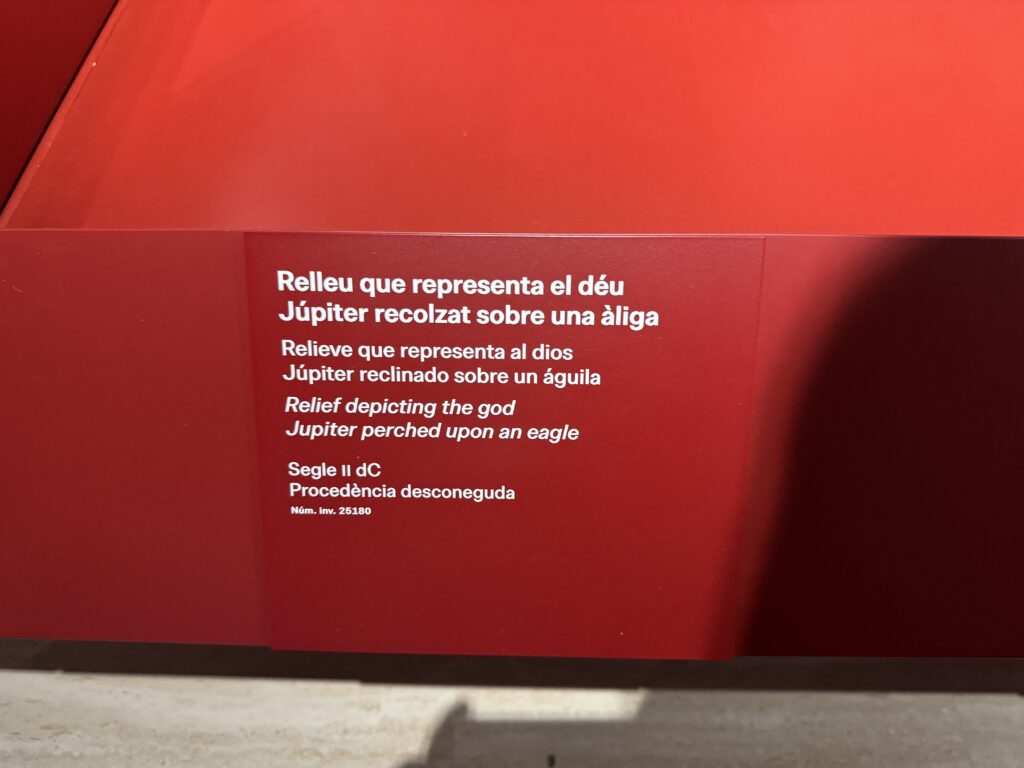 Relleu que representa el déu
Júpiter recolzat sobre una àliga
Relieve que representa al dios
Júpiter reclinado sobre un águila
Relief depicting the god
Jupiter perched upon an eagle
Segle II dC
Procedència desconeguda
Núm. inv. 25180